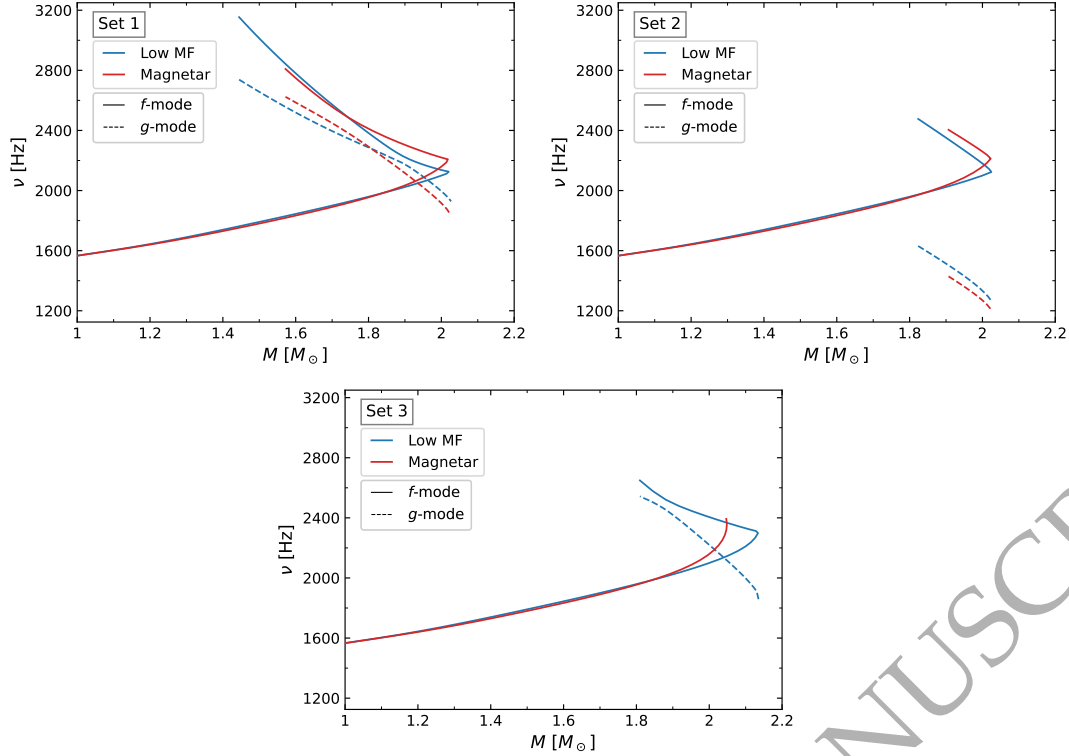 Set 1
Low MF
Magnetar
f-mode
g-mode
3200
2800
2400
2000
1600
1200
ν [Hz]
1 1.2 1.4 1.6 1.8 2 2.2
M [M⊙]
Set 2
Low MF
Magnetar
f-mode
g-mode
3200
2800
2400
2000
1600
1200
ν [Hz]
1 1.2 1.4 1.6 1.8 2 2.2
M [M⊙]
Set 3
Low MF
Magnetar
f-mode
g-mode
3200
2800
2400
2000
1600
1200
ν [Hz]
1 1.2 1.4 1.6 1.8 2 2.2
M [M⊙]
NUSC